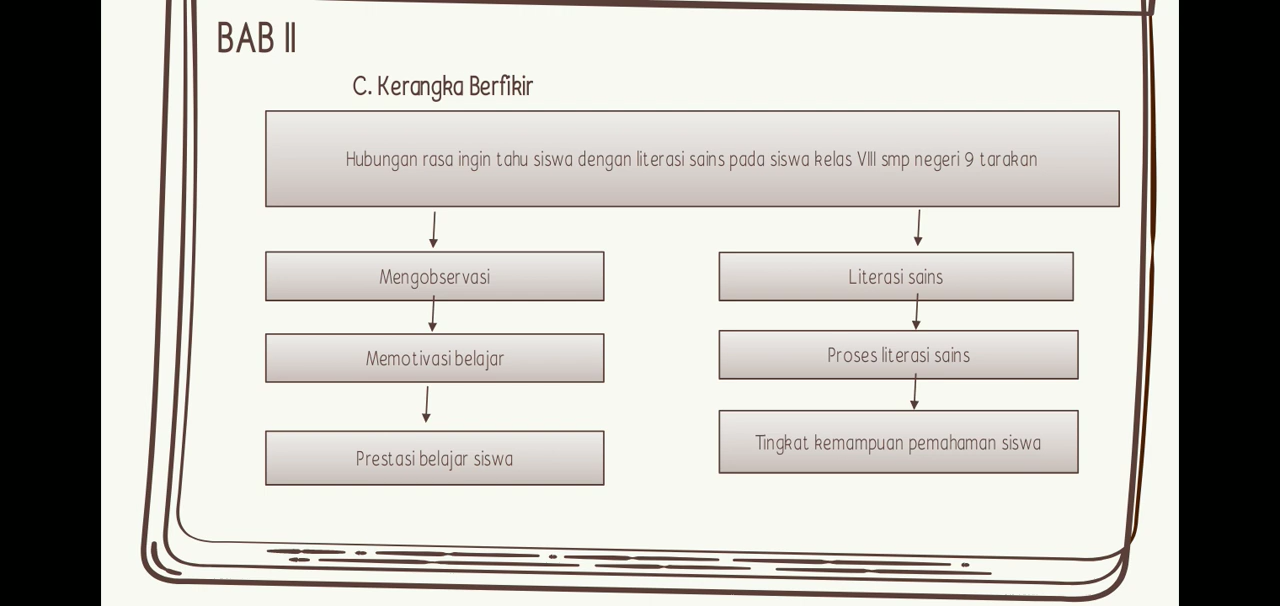 BAB II
C. Kerangka Berfikir
Hubungan rasa ingin tahu siswa dengan literasi sains pada siswa kelas VIII smp negeri 9 tarakan
Mengobservasi
Memotivasi belajar
Prestasi belajar siswa
Literasi sains
Proses literasi sains
Tingkat kemampuan pemahaman siswa